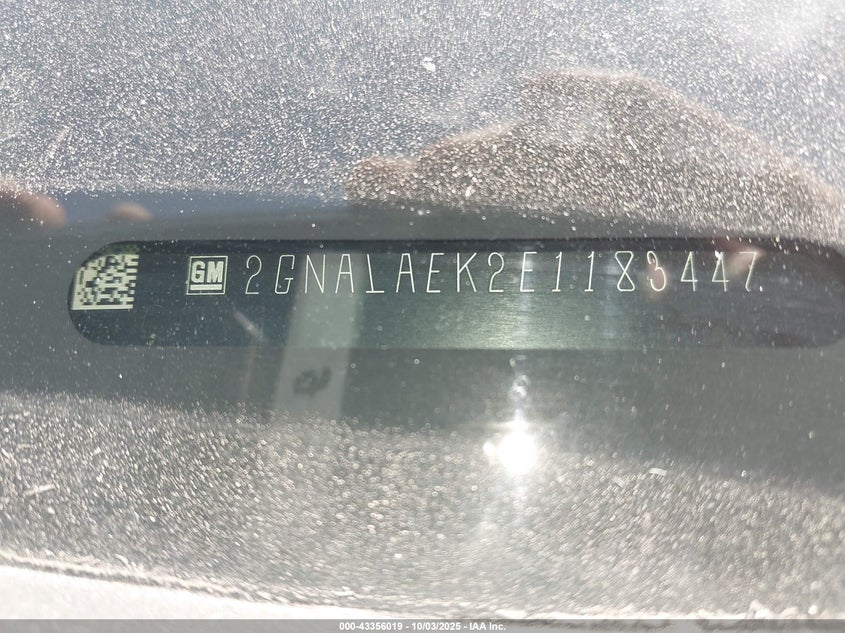 GM 2GNALAEK2E1183447
000-43356019 - 10/03/2025 - IAA Inc.